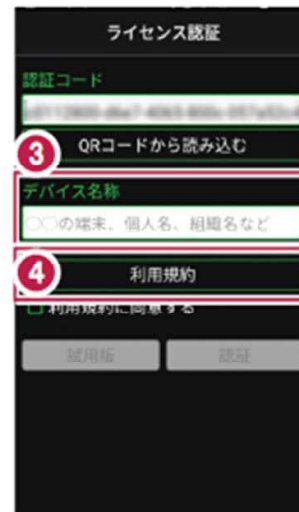 ライセンス認証
認証コード
QRコードから読み込む
3
デバイス名称
○○の端末、個人名、組織名など
4
利用規約
利用規約に同意する
試用版
認証